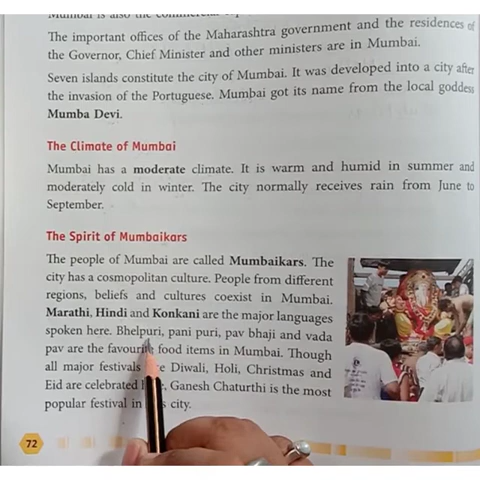 Mumbai is also the commercial
The important offices of the Maharashtra government and the residences of
the Governor, Chief Minister and other ministers are in Mumbai.
Seven islands constitute the city of Mumbai. It was developed into a city after
the invasion of the Portuguese. Mumbai got its name from the local goddess
Mumba Devi.
The Climate of Mumbai
Mumbai has a moderate climate. It is warm and humid in summer and
moderately cold in winter. The city normally receives rain from June to
September.
The Spirit of Mumbaikars
The people of Mumbai are called Mumbaikars. The
city has a cosmopolitan culture. People from different
regions, beliefs and cultures coexist in Mumbai.
Marathi, Hindi and Konkani are the major languages
spoken here. Bhelpuri, pani puri, pav bhaji and vada
pav are the favourite food items in Mumbai. Though
all major festivals Diwali, Holi, Christmas and
Eid are celebrated Ganesh Chaturthi is the most
popular festival in city.
72